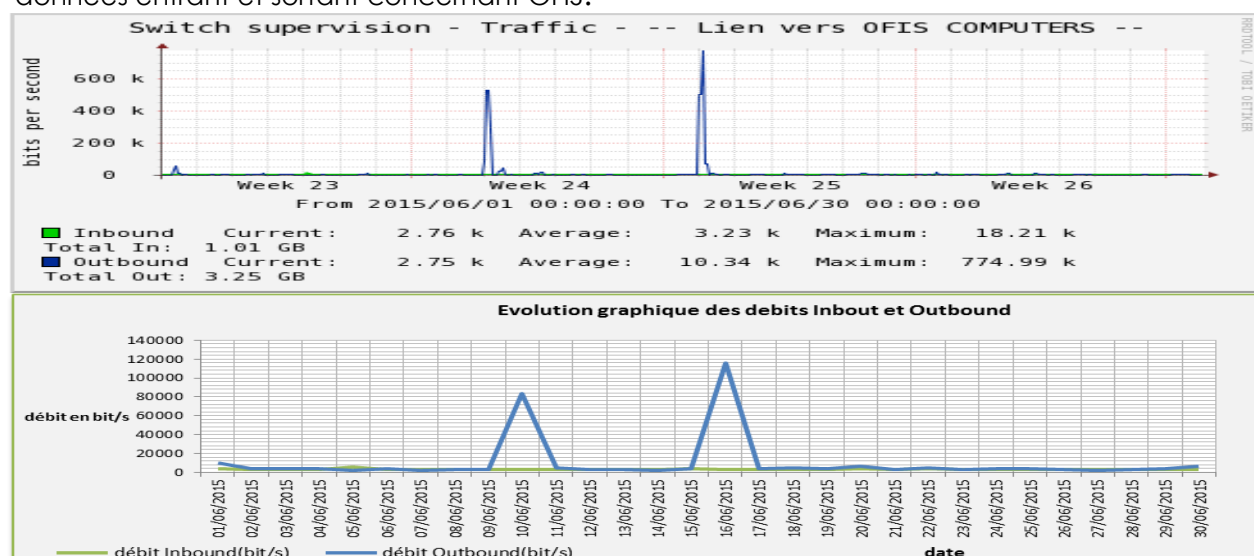 données entrant et sortant concernant OFIS.
Switch supervision - Traffic - -- Lien vers OFIS COMPUTERS --
RRDTOOL / TOBI OETIKER
bits per second
600 k
400 k
200 k
0
Week 23 Week 24 Week 25 Week 26
From 2015/06/01 00:00:00 To 2015/06/30 00:00:00
Inbound Current: 2.76 k Average: 3.23 k Maximum: 18.21 k
Total In: 1.01 GB
Outbound Current: 2.75 k Average: 10.34 k Maximum: 774.99 k
Total Out: 3.25 GB
Evolution graphique des debits Inbout et Outbound
140000
120000
100000
80000
60000
40000
20000
0
débit en bit/s
01/06/2015 02/06/2015 03/06/2015 04/06/2015 05/06/2015 06/06/2015 07/06/2015 08/06/2015 09/06/2015 10/06/2015 11/06/2015 12/06/2015 13/06/2015 14/06/2015 15/06/2015 16/06/2015 17/06/2015 18/06/2015 19/06/2015 20/06/2015 21/06/2015 22/06/2015 23/06/2015 24/06/2015 25/06/2015 26/06/2015 27/06/2015 28/06/2015 29/06/2015 30/06/2015
débit Inbound(bit/s) débit Outbound(bit/s) date